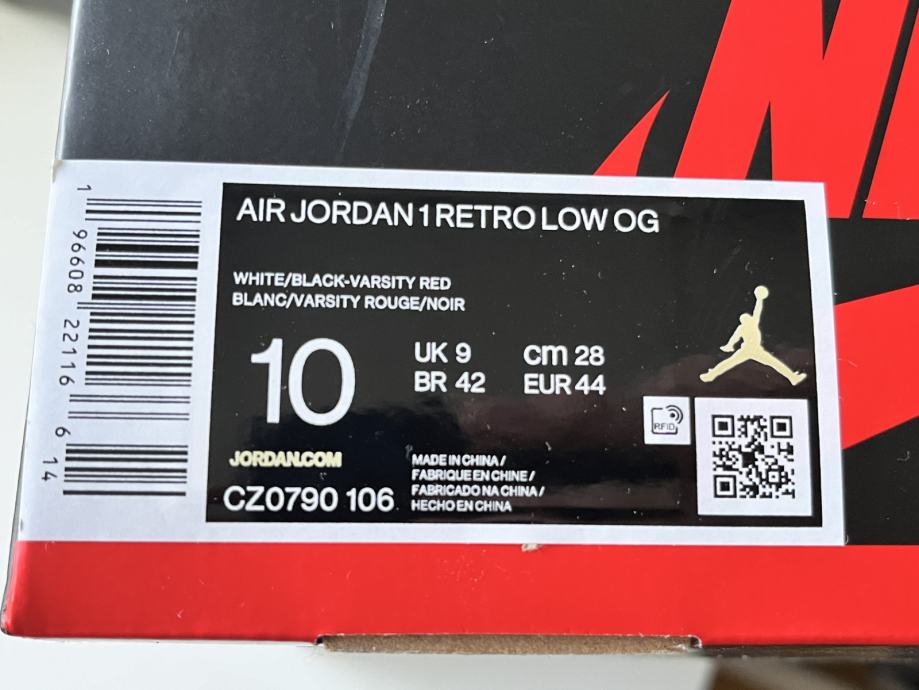 AIR JORDAN 1 RETRO LOW OG
WHITE/BLACK-VARSITY RED
BLANC/VARSITY ROUGE/NOIR
10
UK 9
cm 28
BR 42
EUR 44
RFID
JORDAN.COM
CZ0790 106
MADE IN CHINA /
FABRIQUE EN CHINE /
FABRICADO NA CHINA /
HECHO EN CHINA
1 96608 22116 6 14